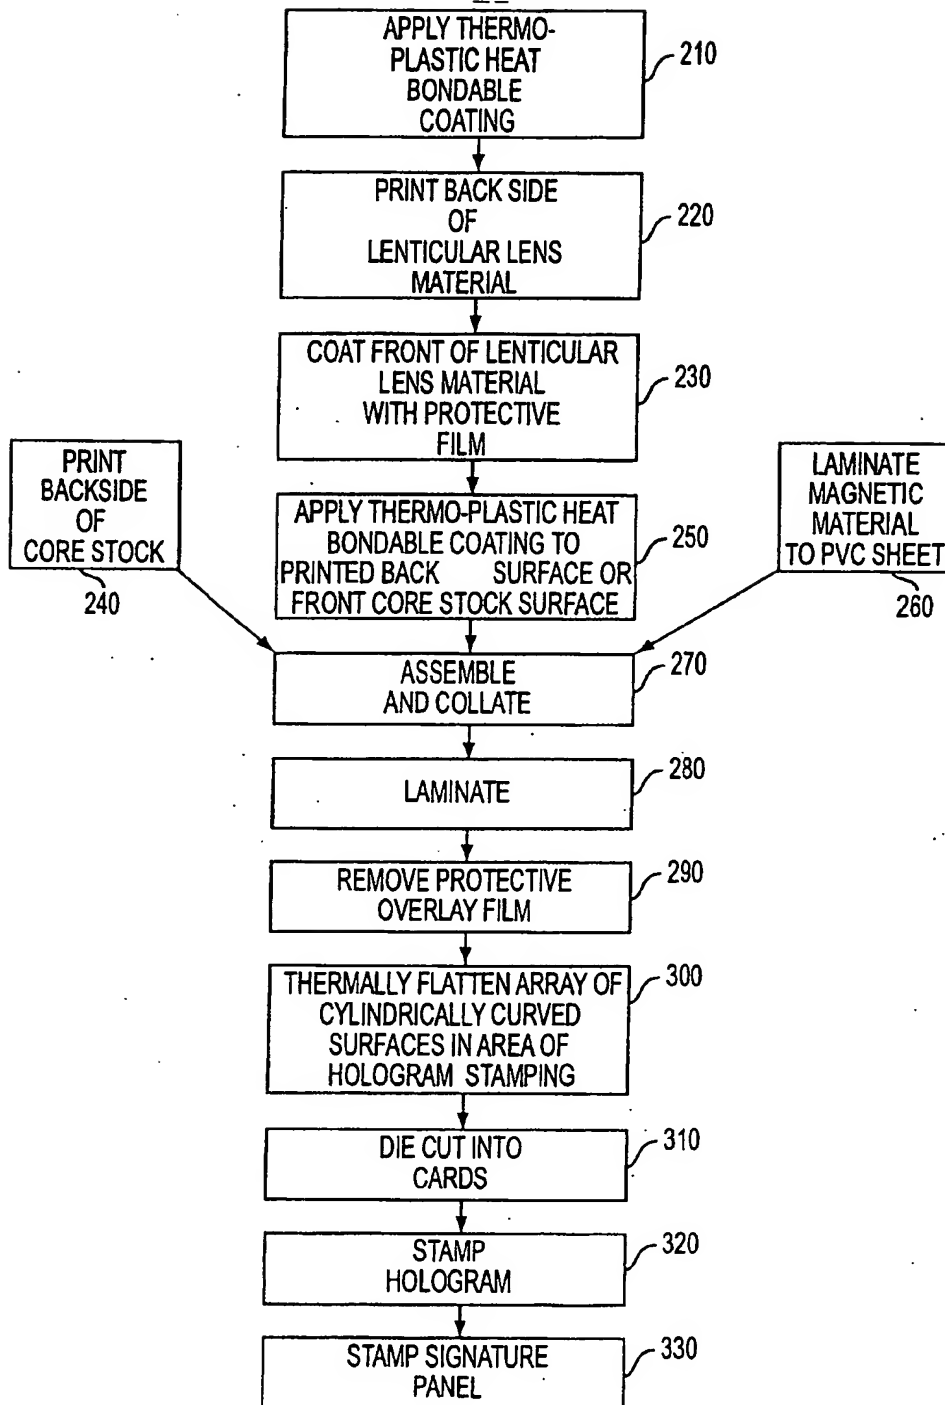 APPLY THERMO-
PLASTIC HEAT
BONDABLE
COATING
210
PRINT BACK SIDE
OF
LENTICULAR LENS
MATERIAL
220
COAT FRONT OF LENTICULAR
LENS MATERIAL
WITH PROTECTIVE
FILM
230
PRINT
BACKSIDE
OF
CORE STOCK
240
APPLY THERMO-PLASTIC HEAT
BONDABLE COATING TO
PRINTED BACK SURFACE OR
FRONT CORE STOCK SURFACE
250
LAMINATE
MAGNETIC
MATERIAL
TO PVC SHEET
260
ASSEMBLE
AND COLLATE
270
LAMINATE
280
REMOVE PROTECTIVE
OVERLAY FILM
290
THERMALLY FLATTEN ARRAY OF
CYLINDRICALLY CURVED
SURFACES IN AREA OF
HOLOGRAM STAMPING
300
DIE CUT INTO
CARDS
310
STAMP
HOLOGRAM
320
STAMP SIGNATURE
PANEL
330